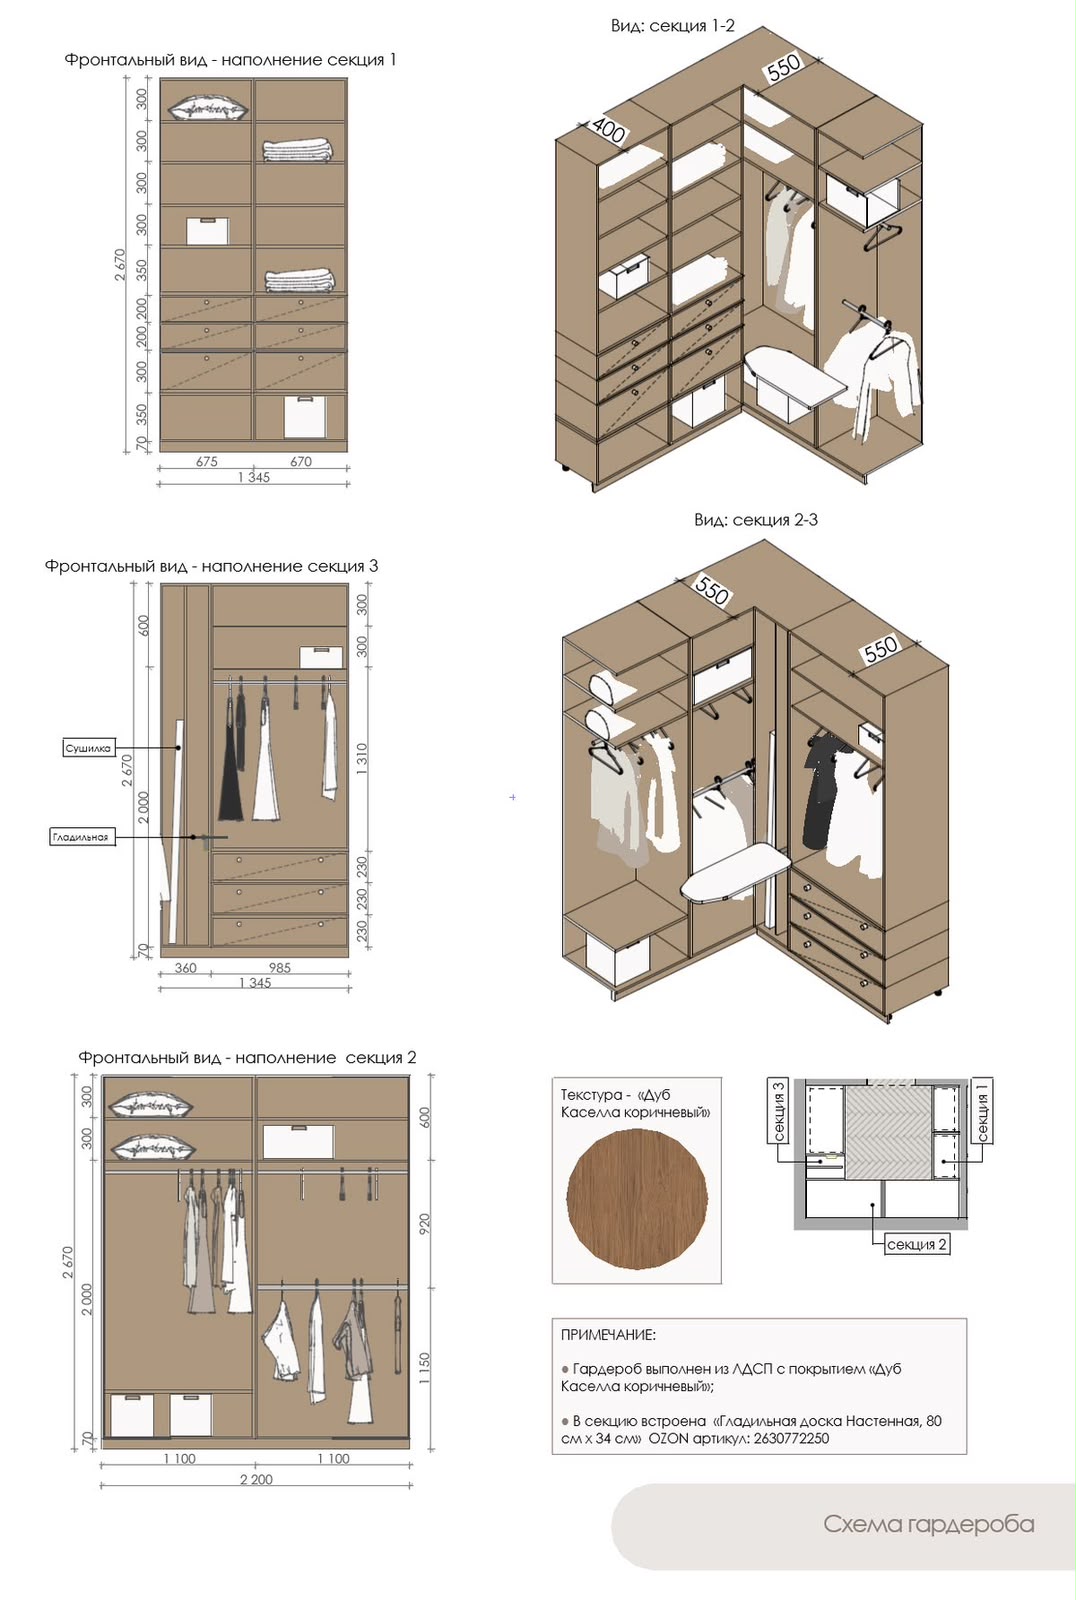 Фронтальный вид - наполнение секция 1
300
300
300
300
350
200
200
300
350
70
2 670
675
670
1 345
Вид: секция 1-2
400
550
Фронтальный вид - наполнение секция 3
600
2 000
70
2 670
Сушилка
Гладильная
300
300
1 310
230
230
230
360
985
1 345
Вид: секция 2-3
550
550
Фронтальный вид - наполнение  секция 2
300
300
2 000
70
2 670
600
920
1 150
1 100
1 100
2 200
Текстура - «Дуб
Каселла коричневый»
секция 3
секция 1
секция 2
ПРИМЕЧАНИЕ:
● Гардероб выполнен из ЛДСП с покрытием «Дуб
Каселла коричневый»;
● В секцию встроена «Гладильная доска Настенная, 80
см x 34 см» OZON артикул: 2630772250
Схема гардероба